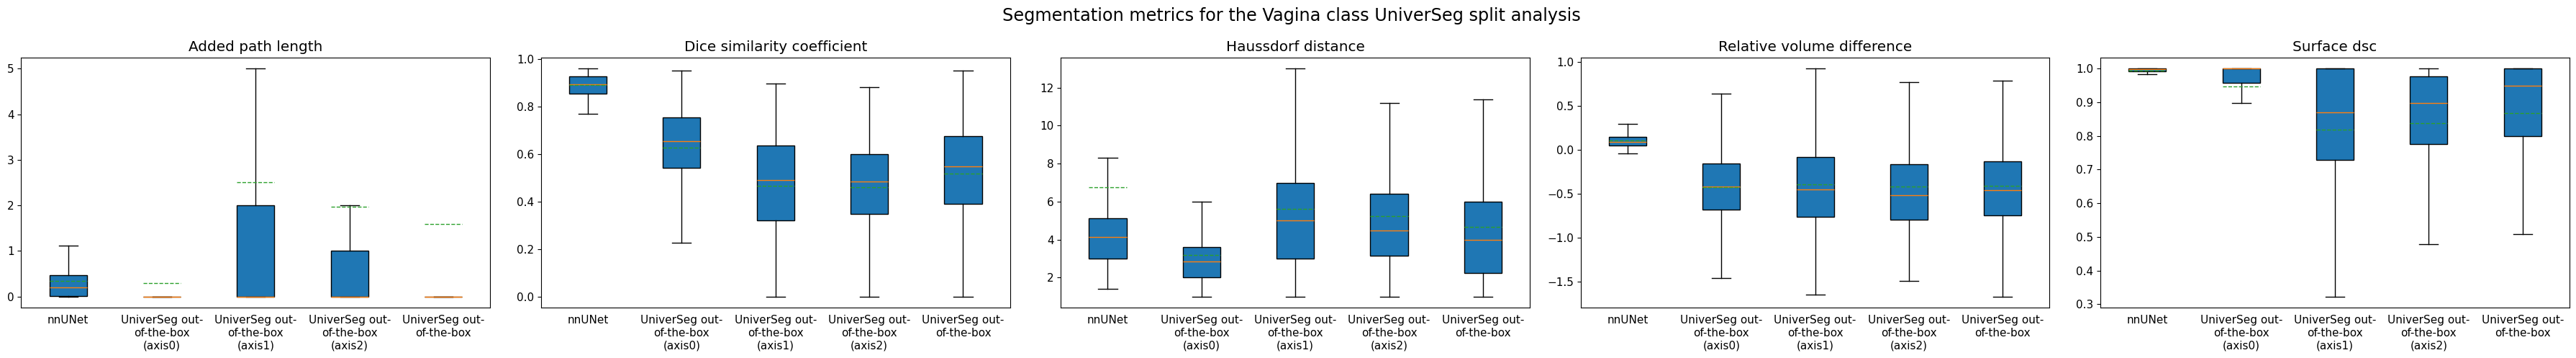 Segmentation metrics for the Vagina class UniverSeg split analysis
Added path length
5
4
3
2
1
0
nnUNet
UniverSeg out-
of-the-box
(axis0)
UniverSeg out-
of-the-box
(axis1)
UniverSeg out-
of-the-box
(axis2)
UniverSeg out-
of-the-box
Dice similarity coefficient
1.0
0.8
0.6
0.4
0.2
0.0
nnUNet
UniverSeg out-
of-the-box
(axis0)
UniverSeg out-
of-the-box
(axis1)
UniverSeg out-
of-the-box
(axis2)
UniverSeg out-
of-the-box
Haussdorf distance
12
10
8
6
4
2
nnUNet
UniverSeg out-
of-the-box
(axis0)
UniverSeg out-
of-the-box
(axis1)
UniverSeg out-
of-the-box
(axis2)
UniverSeg out-
of-the-box
Relative volume difference
1.0
0.5
0.0
−0.5
−1.0
−1.5
nnUNet
UniverSeg out-
of-the-box
(axis0)
UniverSeg out-
of-the-box
(axis1)
UniverSeg out-
of-the-box
(axis2)
UniverSeg out-
of-the-box
Surface dsc
1.0
0.9
0.8
0.7
0.6
0.5
0.4
0.3
nnUNet
UniverSeg out-
of-the-box
(axis0)
UniverSeg out-
of-the-box
(axis1)
UniverSeg out-
of-the-box
(axis2)
UniverSeg out-
of-the-box